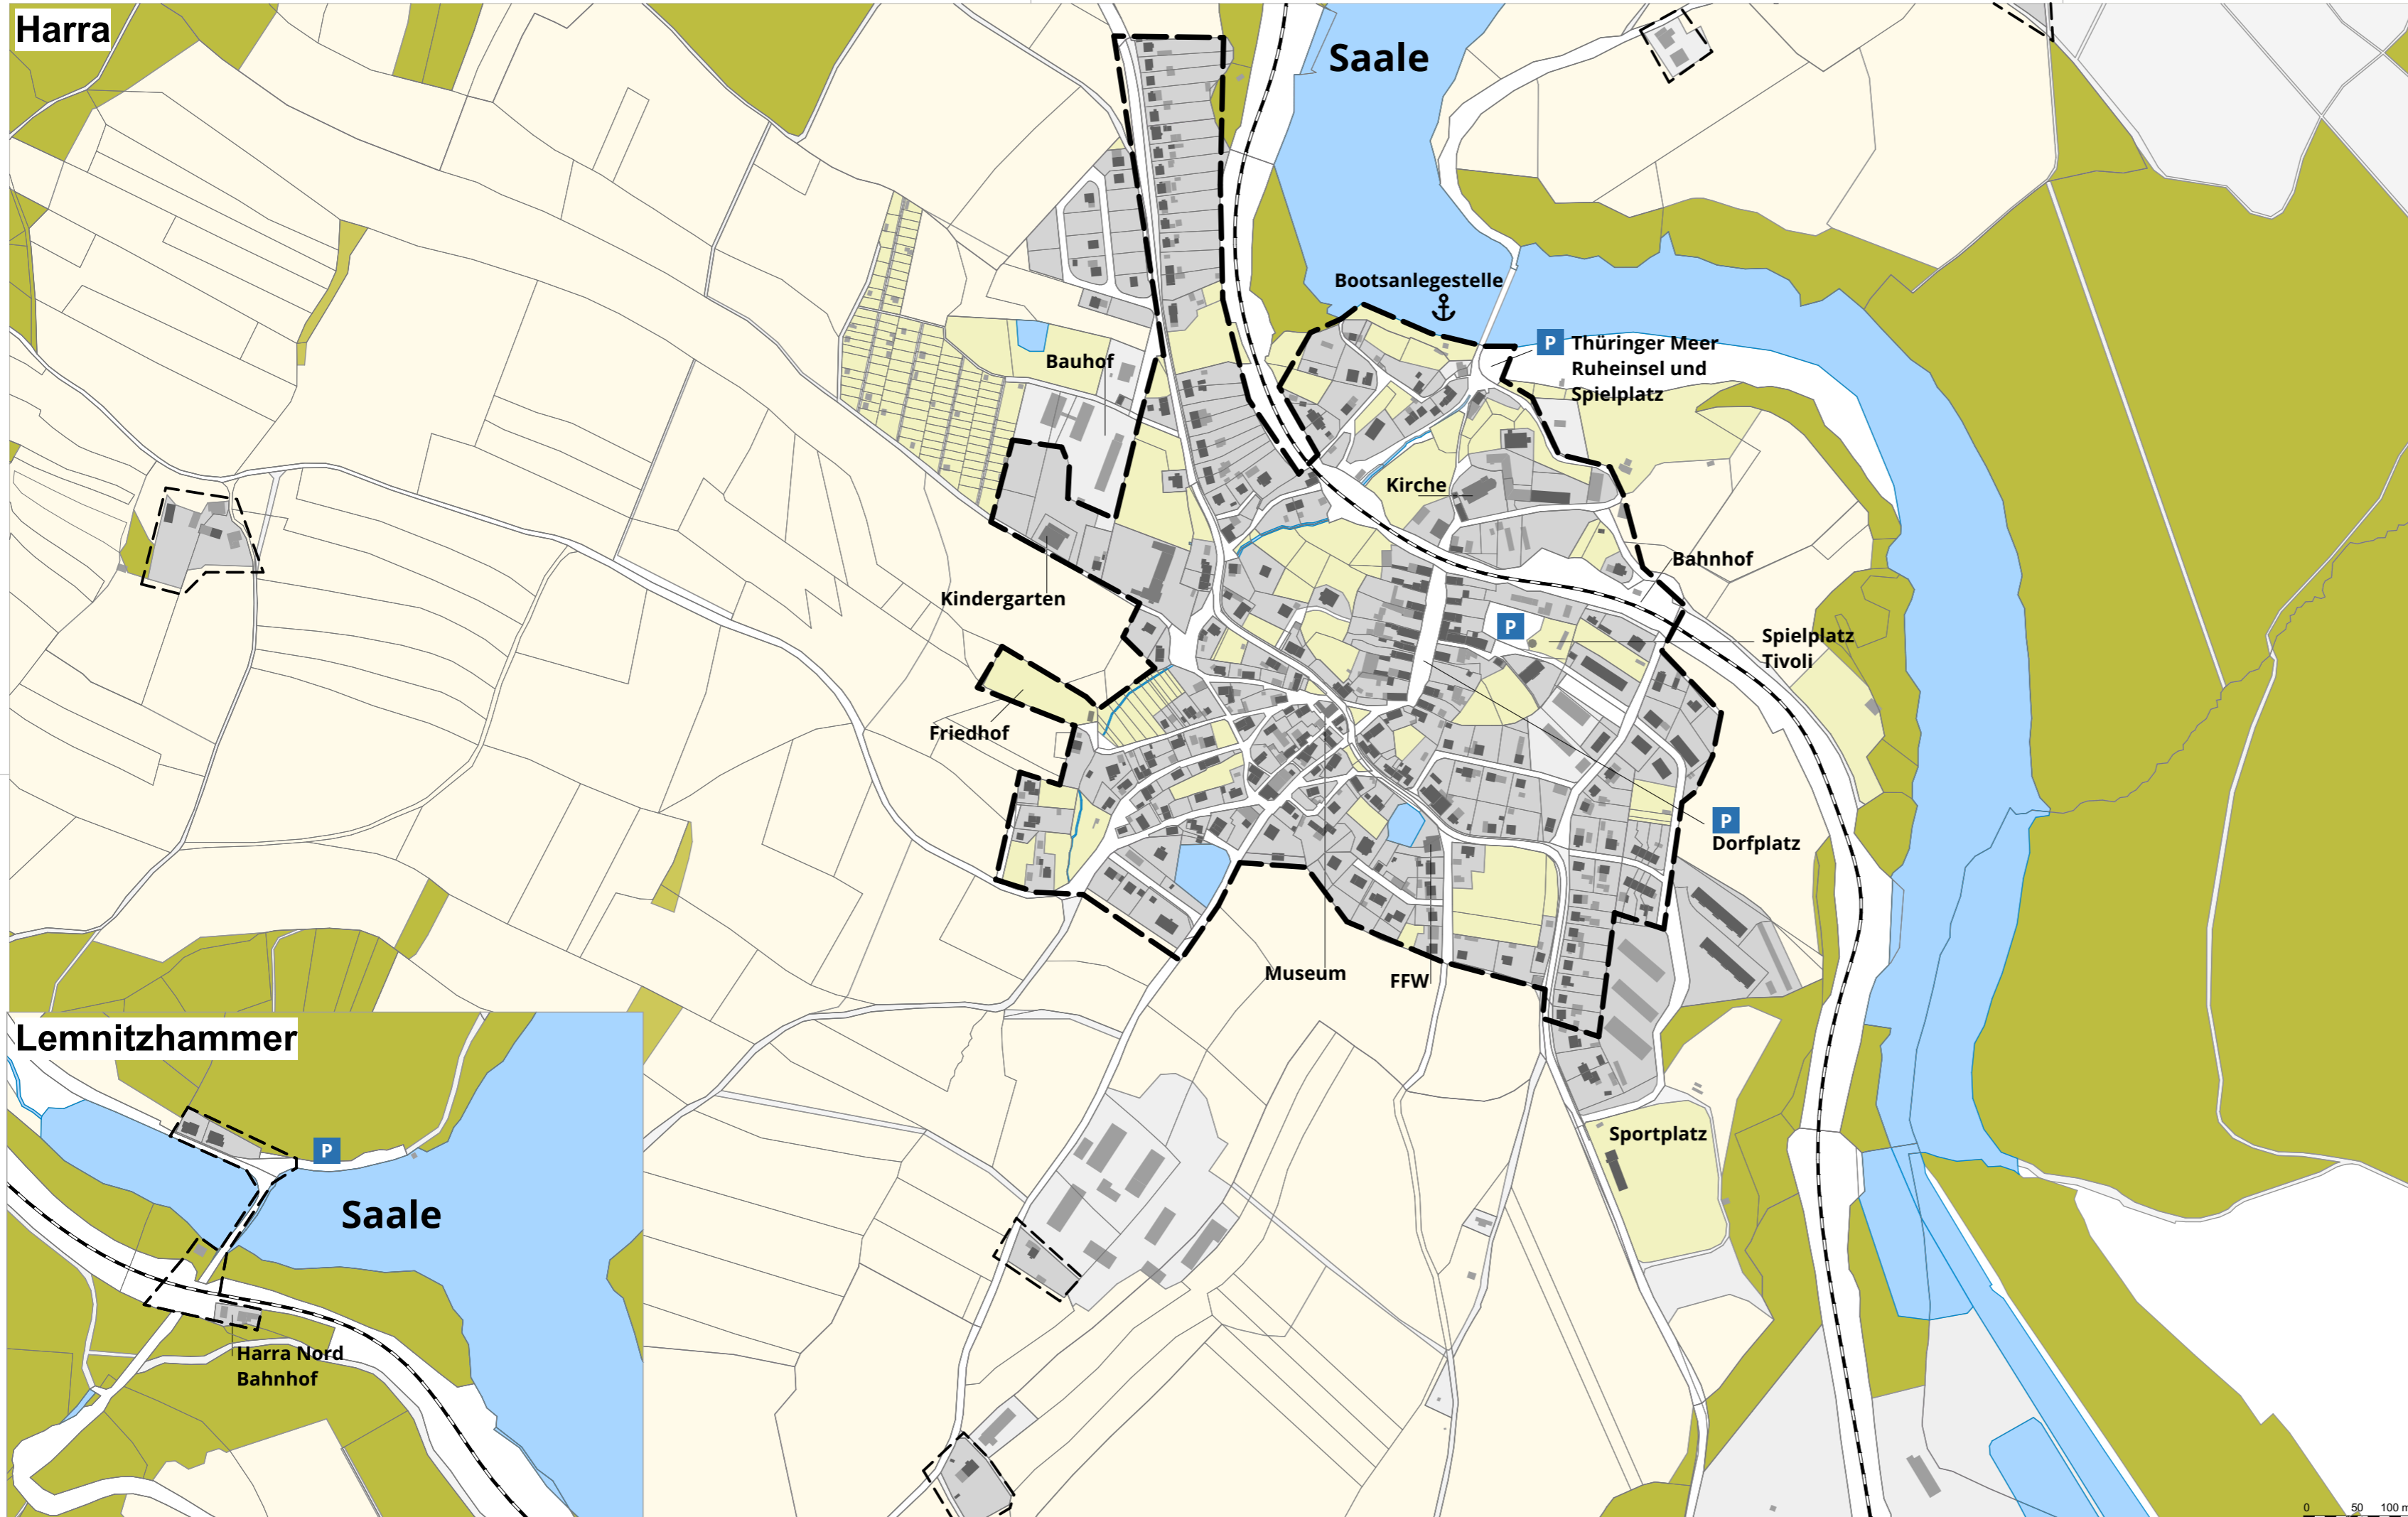 Harra
Saale
Bootsanlegestelle
P Thüringer Meer
Ruheinsel und
Spielplatz
Bauhof
Kirche
Bahnhof
Kindergarten
P
Spielplatz
Tivoli
Friedhof
P
Dorfplatz
Museum
FFW
Lemnitzhammer
Sportplatz
P
Saale
Harra Nord
Bahnhof
0 50 100 m